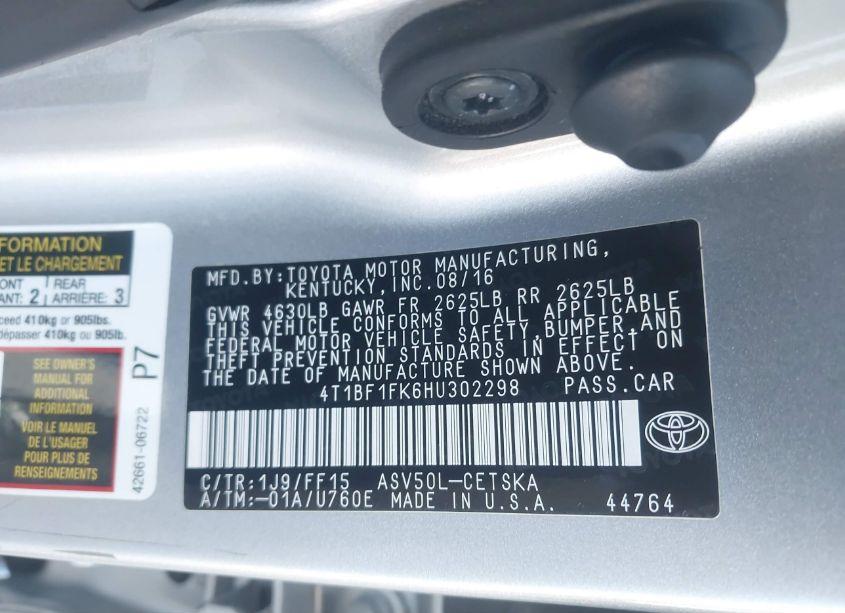 FORMATION
ET LE CHARGEMENT
ONT REAR
ANT: 2 ARRIÈRE: 3
ceed 410kg or 905lbs.
dépasser 410 kg ou 905lb.
SEE OWNER'S
MANUAL FOR
ADDITIONAL
INFORMATION
VOIR LE MANUEL
DE L'USAGER
POUR PLUS DE
RENSEIGNEMENTS
P7
42661-06722
MFD.BY:TOYOTA MOTOR MANUFACTURING,
KENTUCKY, INC. 08/16
GVWR 4630LB GAWR FR 2625LB RR 2625LB
THIS VEHICLE CONFORMS TO ALL APPLICABLE
FEDERAL MOTOR VEHICLE SAFETY, BUMPER, AND
THEFT PREVENTION STANDARDS IN EFFECT ON
THE DATE OF MANUFACTURE SHOWN ABOVE.
4T1BF1FK6HU302298 PASS.CAR
C/TR:1J9/FF15 ASV50L-CETSKA
A/TM:-01A/U760E MADE IN U.S.A. 44764